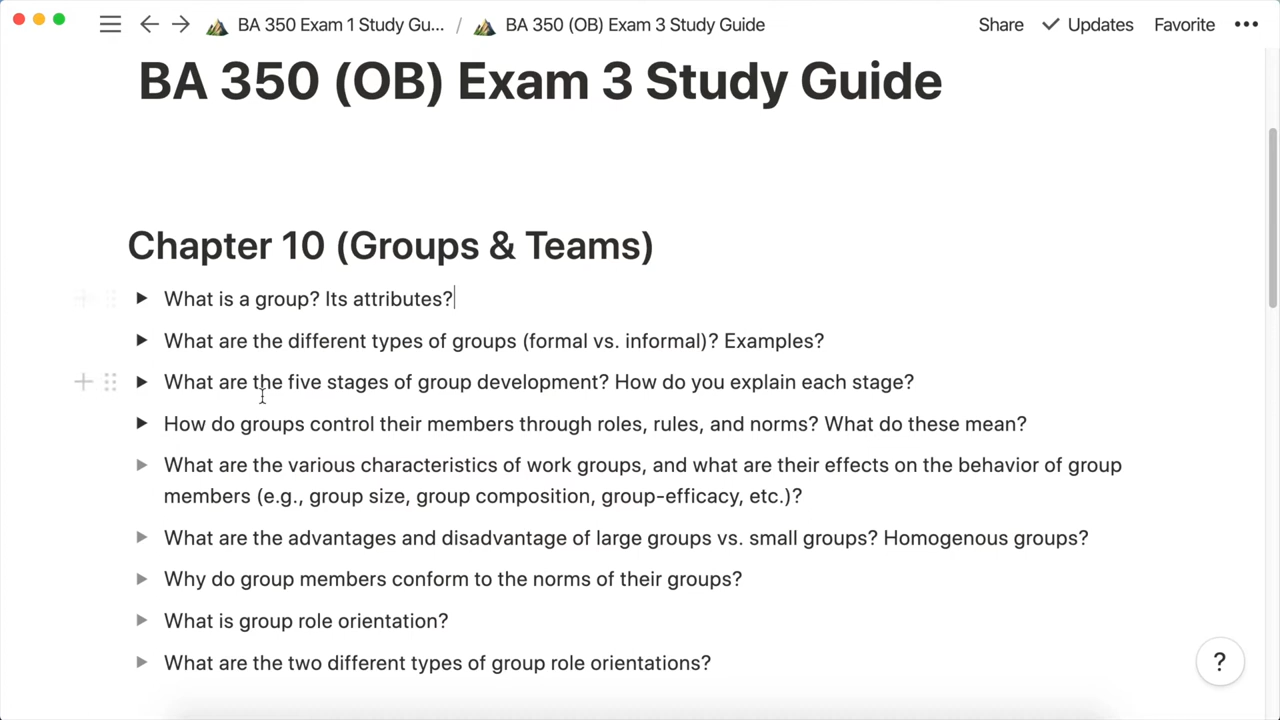 BA 350 Exam 1 Study Gu... / BA 350 (OB) Exam 3 Study Guide Share Updates Favorite •••
BA 350 (OB) Exam 3 Study Guide
Chapter 10 (Groups & Teams)
What is a group? Its attributes?
What are the different types of groups (formal vs. informal)? Examples?
What are the five stages of group development? How do you explain each stage?
How do groups control their members through roles, rules, and norms? What do these mean?
What are the various characteristics of work groups, and what are their effects on the behavior of group
members (e.g., group size, group composition, group-efficacy, etc.)?
What are the advantages and disadvantage of large groups vs. small groups? Homogenous groups?
Why do group members conform to the norms of their groups?
What is group role orientation?
What are the two different types of group role orientations?
?